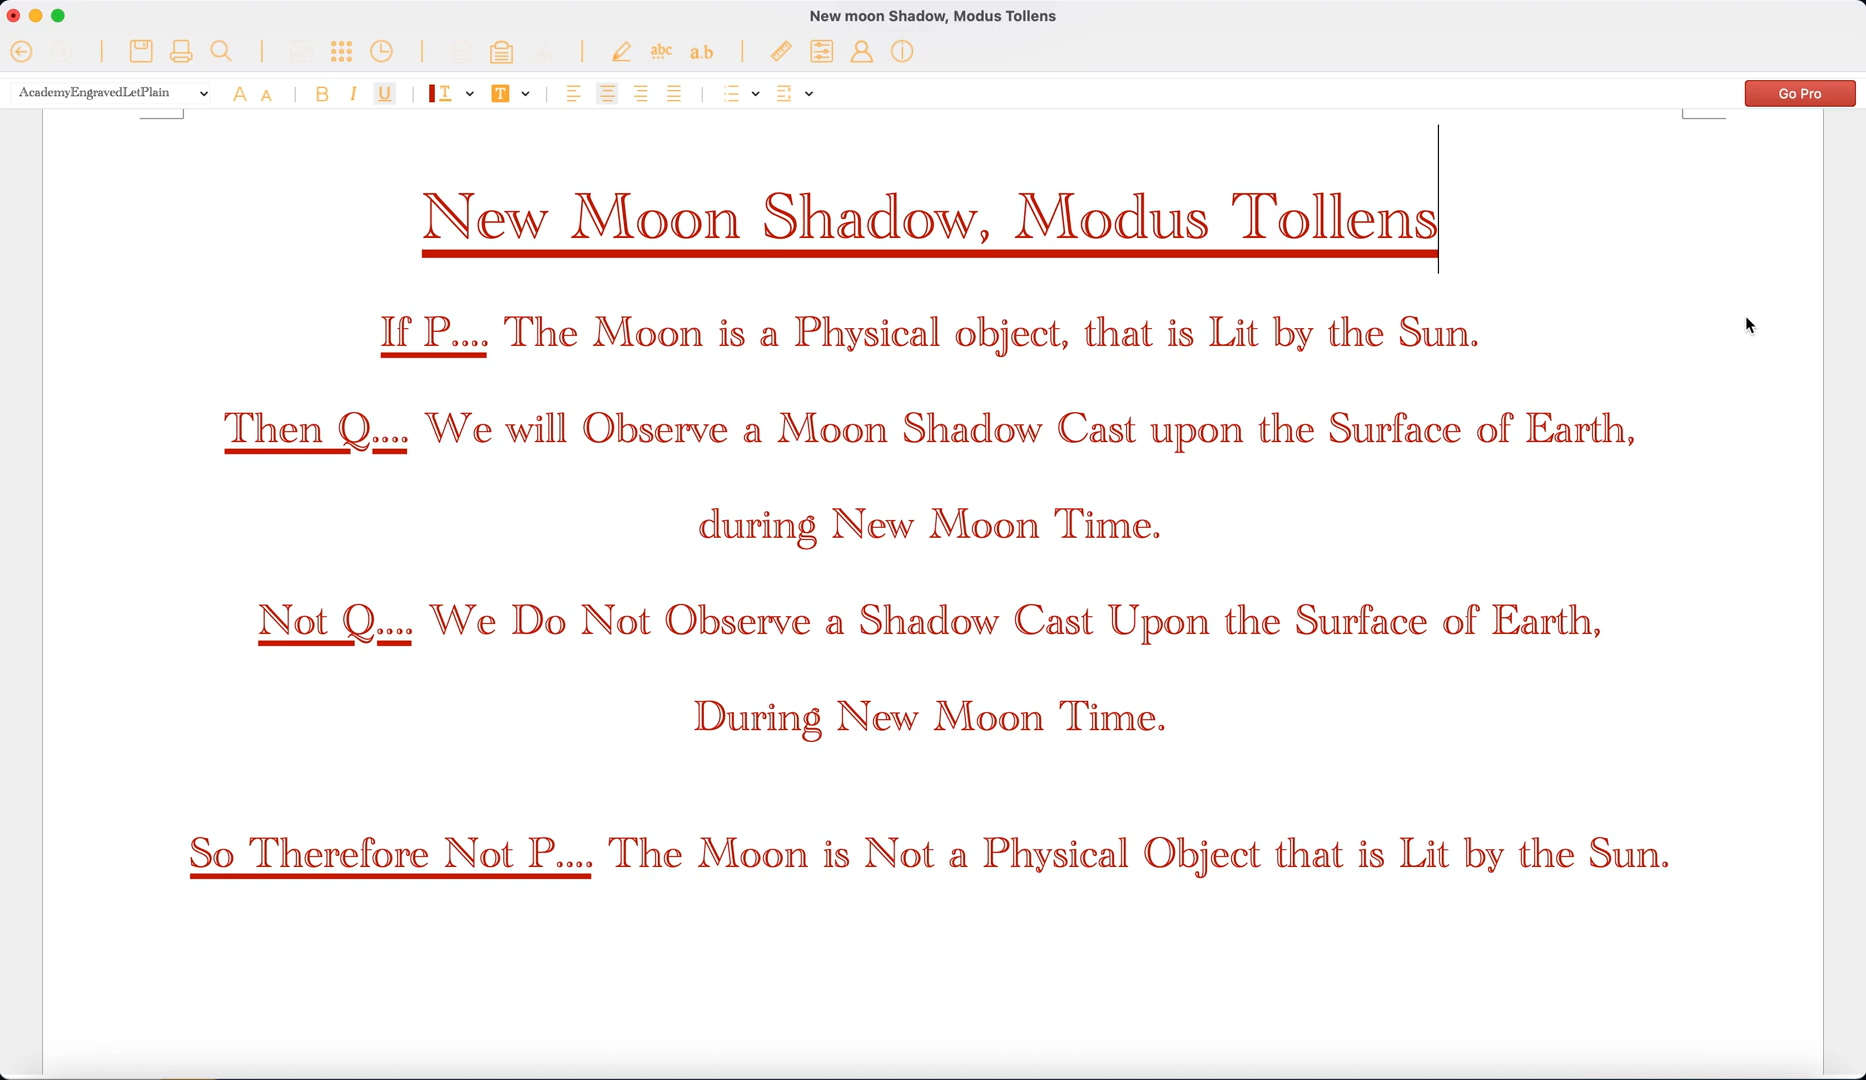 New moon Shadow, Modus Tollens
abc a.b
AcademyEngravedLetPlain A A B I U T T Go Pro
New Moon Shadow, Modus Tollens
If P.... The Moon is a Physical object, that is Lit by the Sun.
Then Q.... We will Observe a Moon Shadow Cast upon the Surface of Earth,
during New Moon Time.
Not Q.... We Do Not Observe a Shadow Cast Upon the Surface of Earth,
During New Moon Time.
So Therefore Not P.... The Moon is Not a Physical Object that is Lit by the Sun.